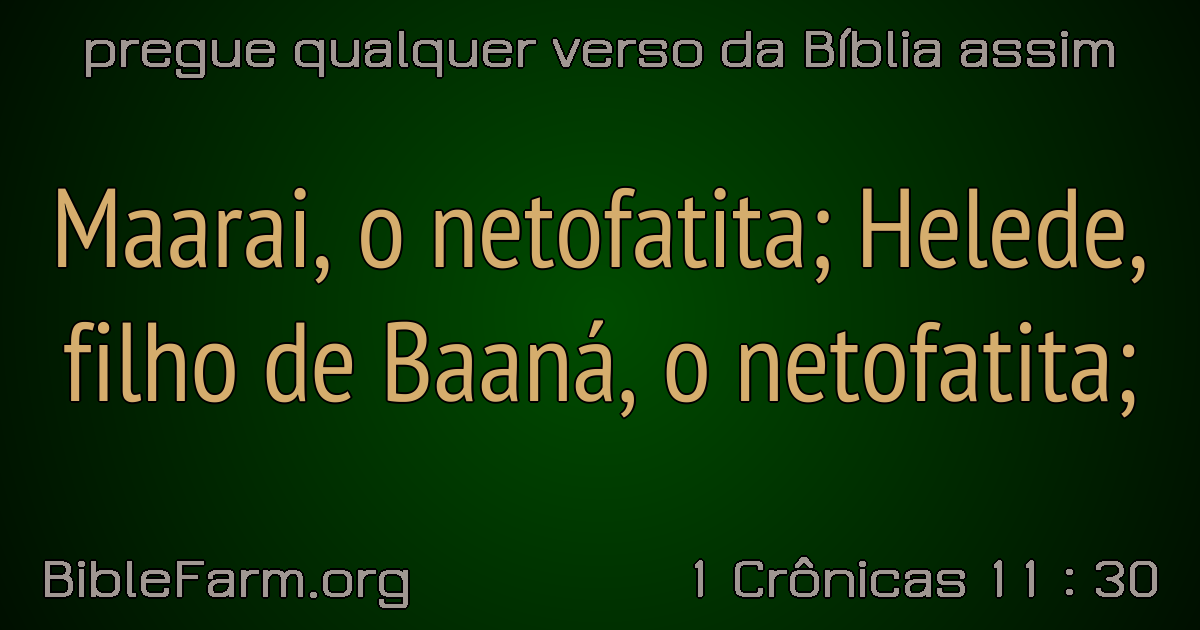 pregue qualquer verso da Bíblia assim
Maarai, o netofatita; Helede,
filho de Baaná, o netofatita;
BibleFarm.org
1 Crônicas 11 : 30